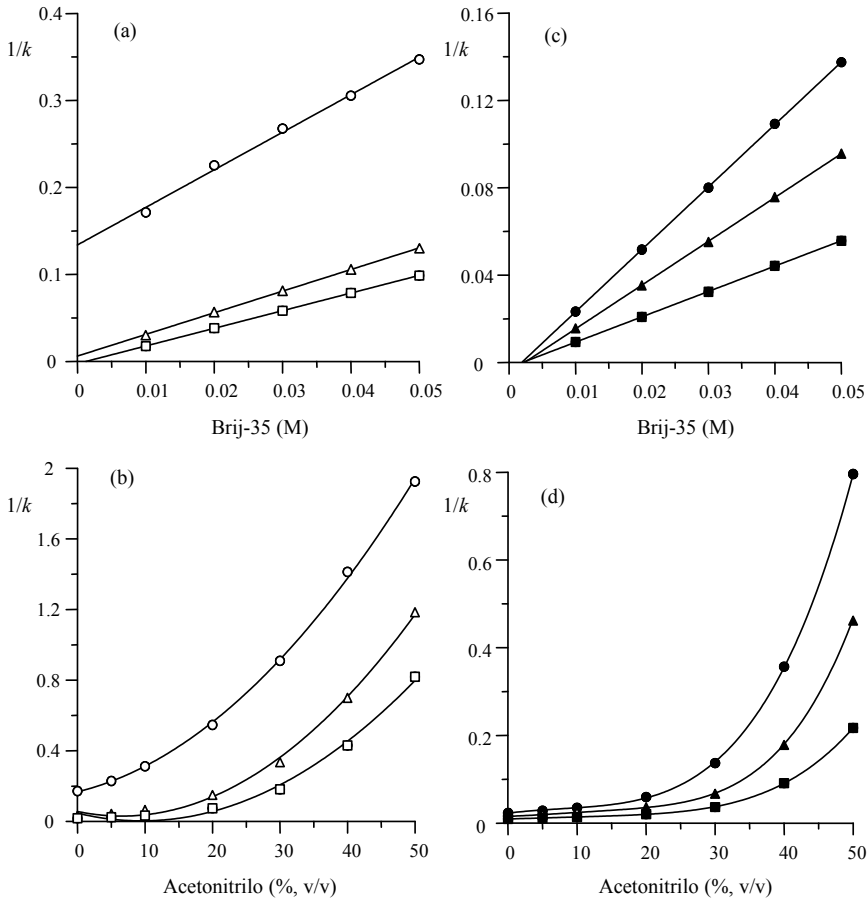 (a)
1/k
0.4
0.3
0.2
0.1
0
0 0.01 0.02 0.03 0.04 0.05
Brij-35 (M)
(c)
1/k
0.16
0.12
0.08
0.04
0
0 0.01 0.02 0.03 0.04 0.05
Brij-35 (M)
(b)
1/k
2
1.6
1.2
0.8
0.4
0
0 10 20 30 40 50
Acetonitrilo (%, v/v)
(d)
1/k
0.8
0.6
0.4
0.2
0
0 10 20 30 40 50
Acetonitrilo (%, v/v)